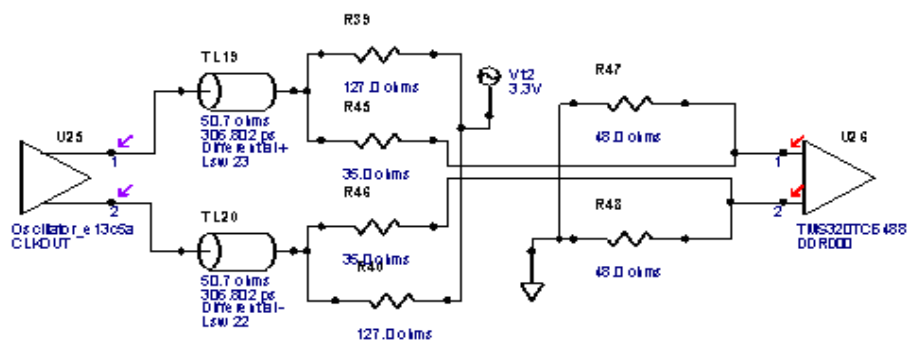 R39
TL19
127.0 ohms
Vt2
3.3V
R47
R45
50.7 ohms
306.802 ps
Differential+
Lsw 23
48.0 ohms
U25
1
35.0 ohms
U26
1
R46
2
TL20
2
R48
Oscillator_e13c5a
CLKOUT
35.0 ohms
R40
TMS320TC6488
DDR000
50.7 ohms
306.802 ps
Differential-
Lsw 22
48.0 ohms
127.0 ohms